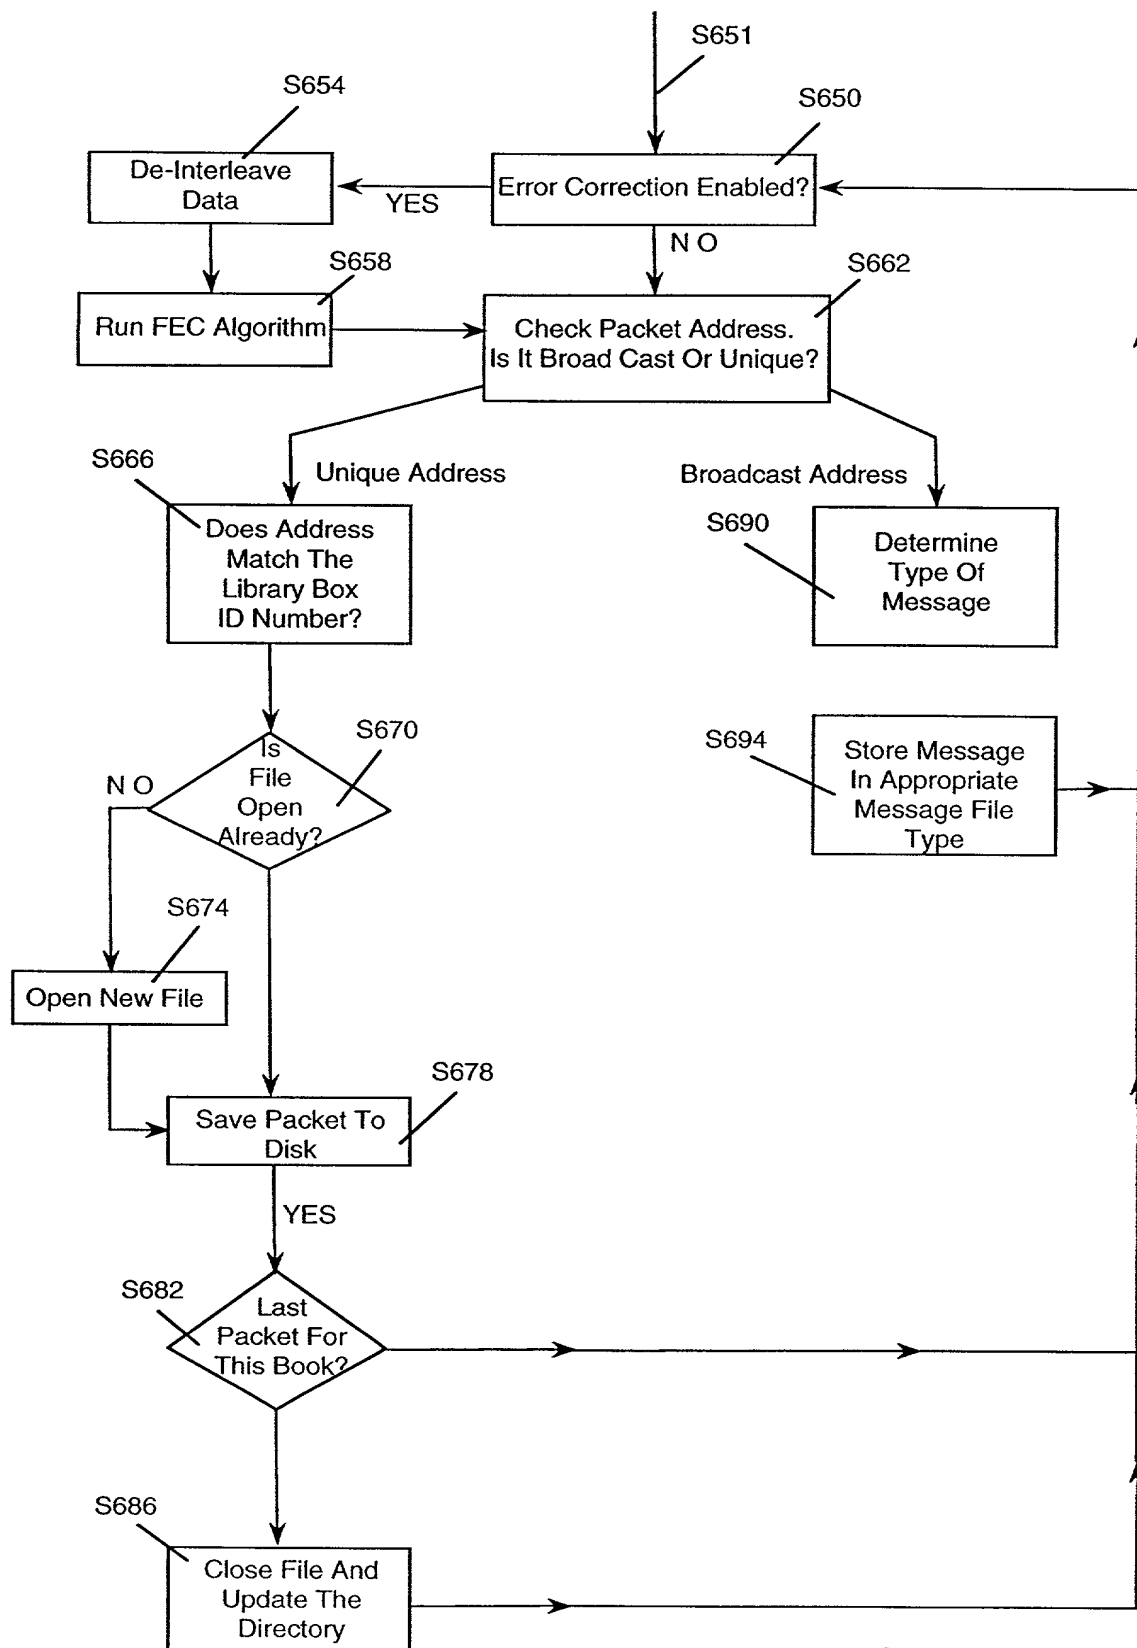 S651
S654
S650
De-Interleave
Data
YES
Error Correction Enabled?
N O
S658
S662
Run FEC Algorithm
Check Packet Address.
Is It Broad Cast Or Unique?
S666
Unique Address
Broadcast Address
Does Address
Match The
Library Box
ID Number?
S690
Determine
Type Of
Message
S670
Is
File
Open
Already?
N O
S694
Store Message
In Appropriate
Message File
Type
S674
Open New File
S678
Save Packet To
Disk
YES
S682
Last
Packet For
This Book?
S686
Close File And
Update The
Directory